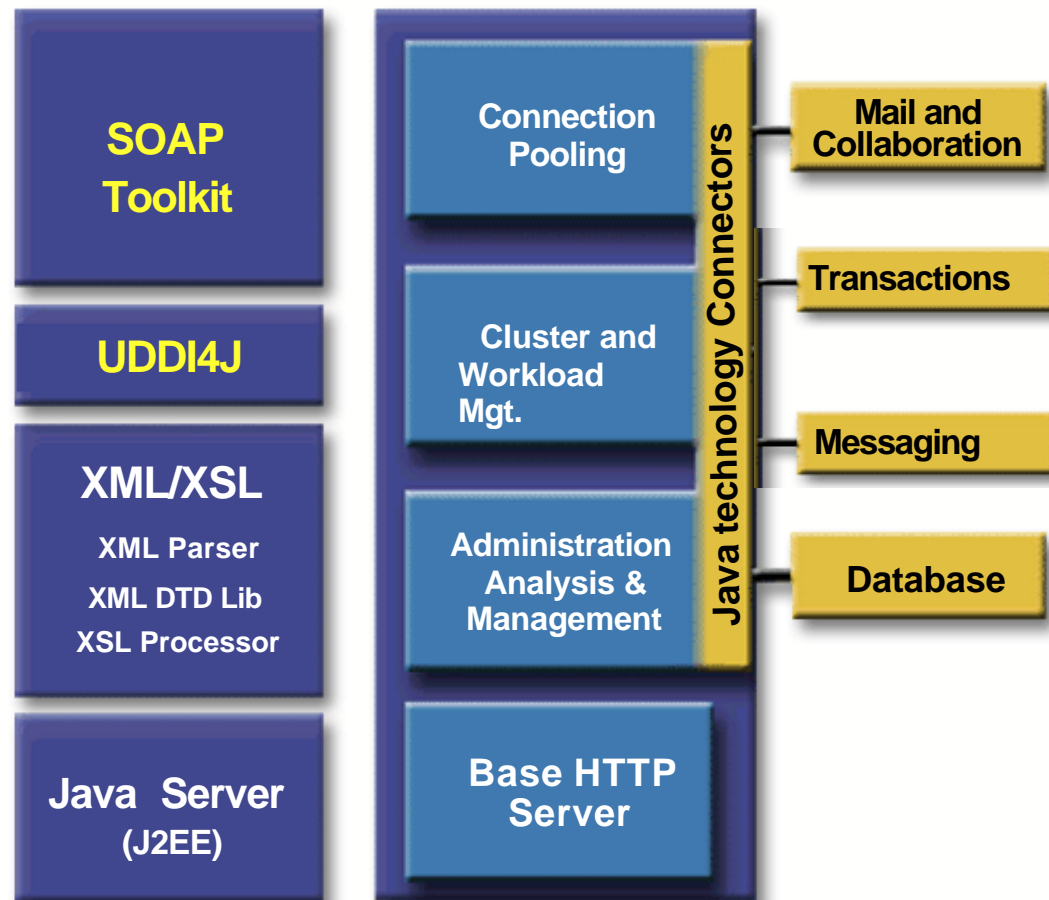 SOAP
Toolkit
UDDI4J
XML/XSL
XML Parser
XML DTD Lib
XSL Processor
Java Server
(J2EE)
Connection
Pooling
Cluster and
Workload
Mgt.
Administration
Analysis &
Management
Base HTTP
Server
Java technology Connectors
Mail and
Collaboration
Transactions
Messaging
Database